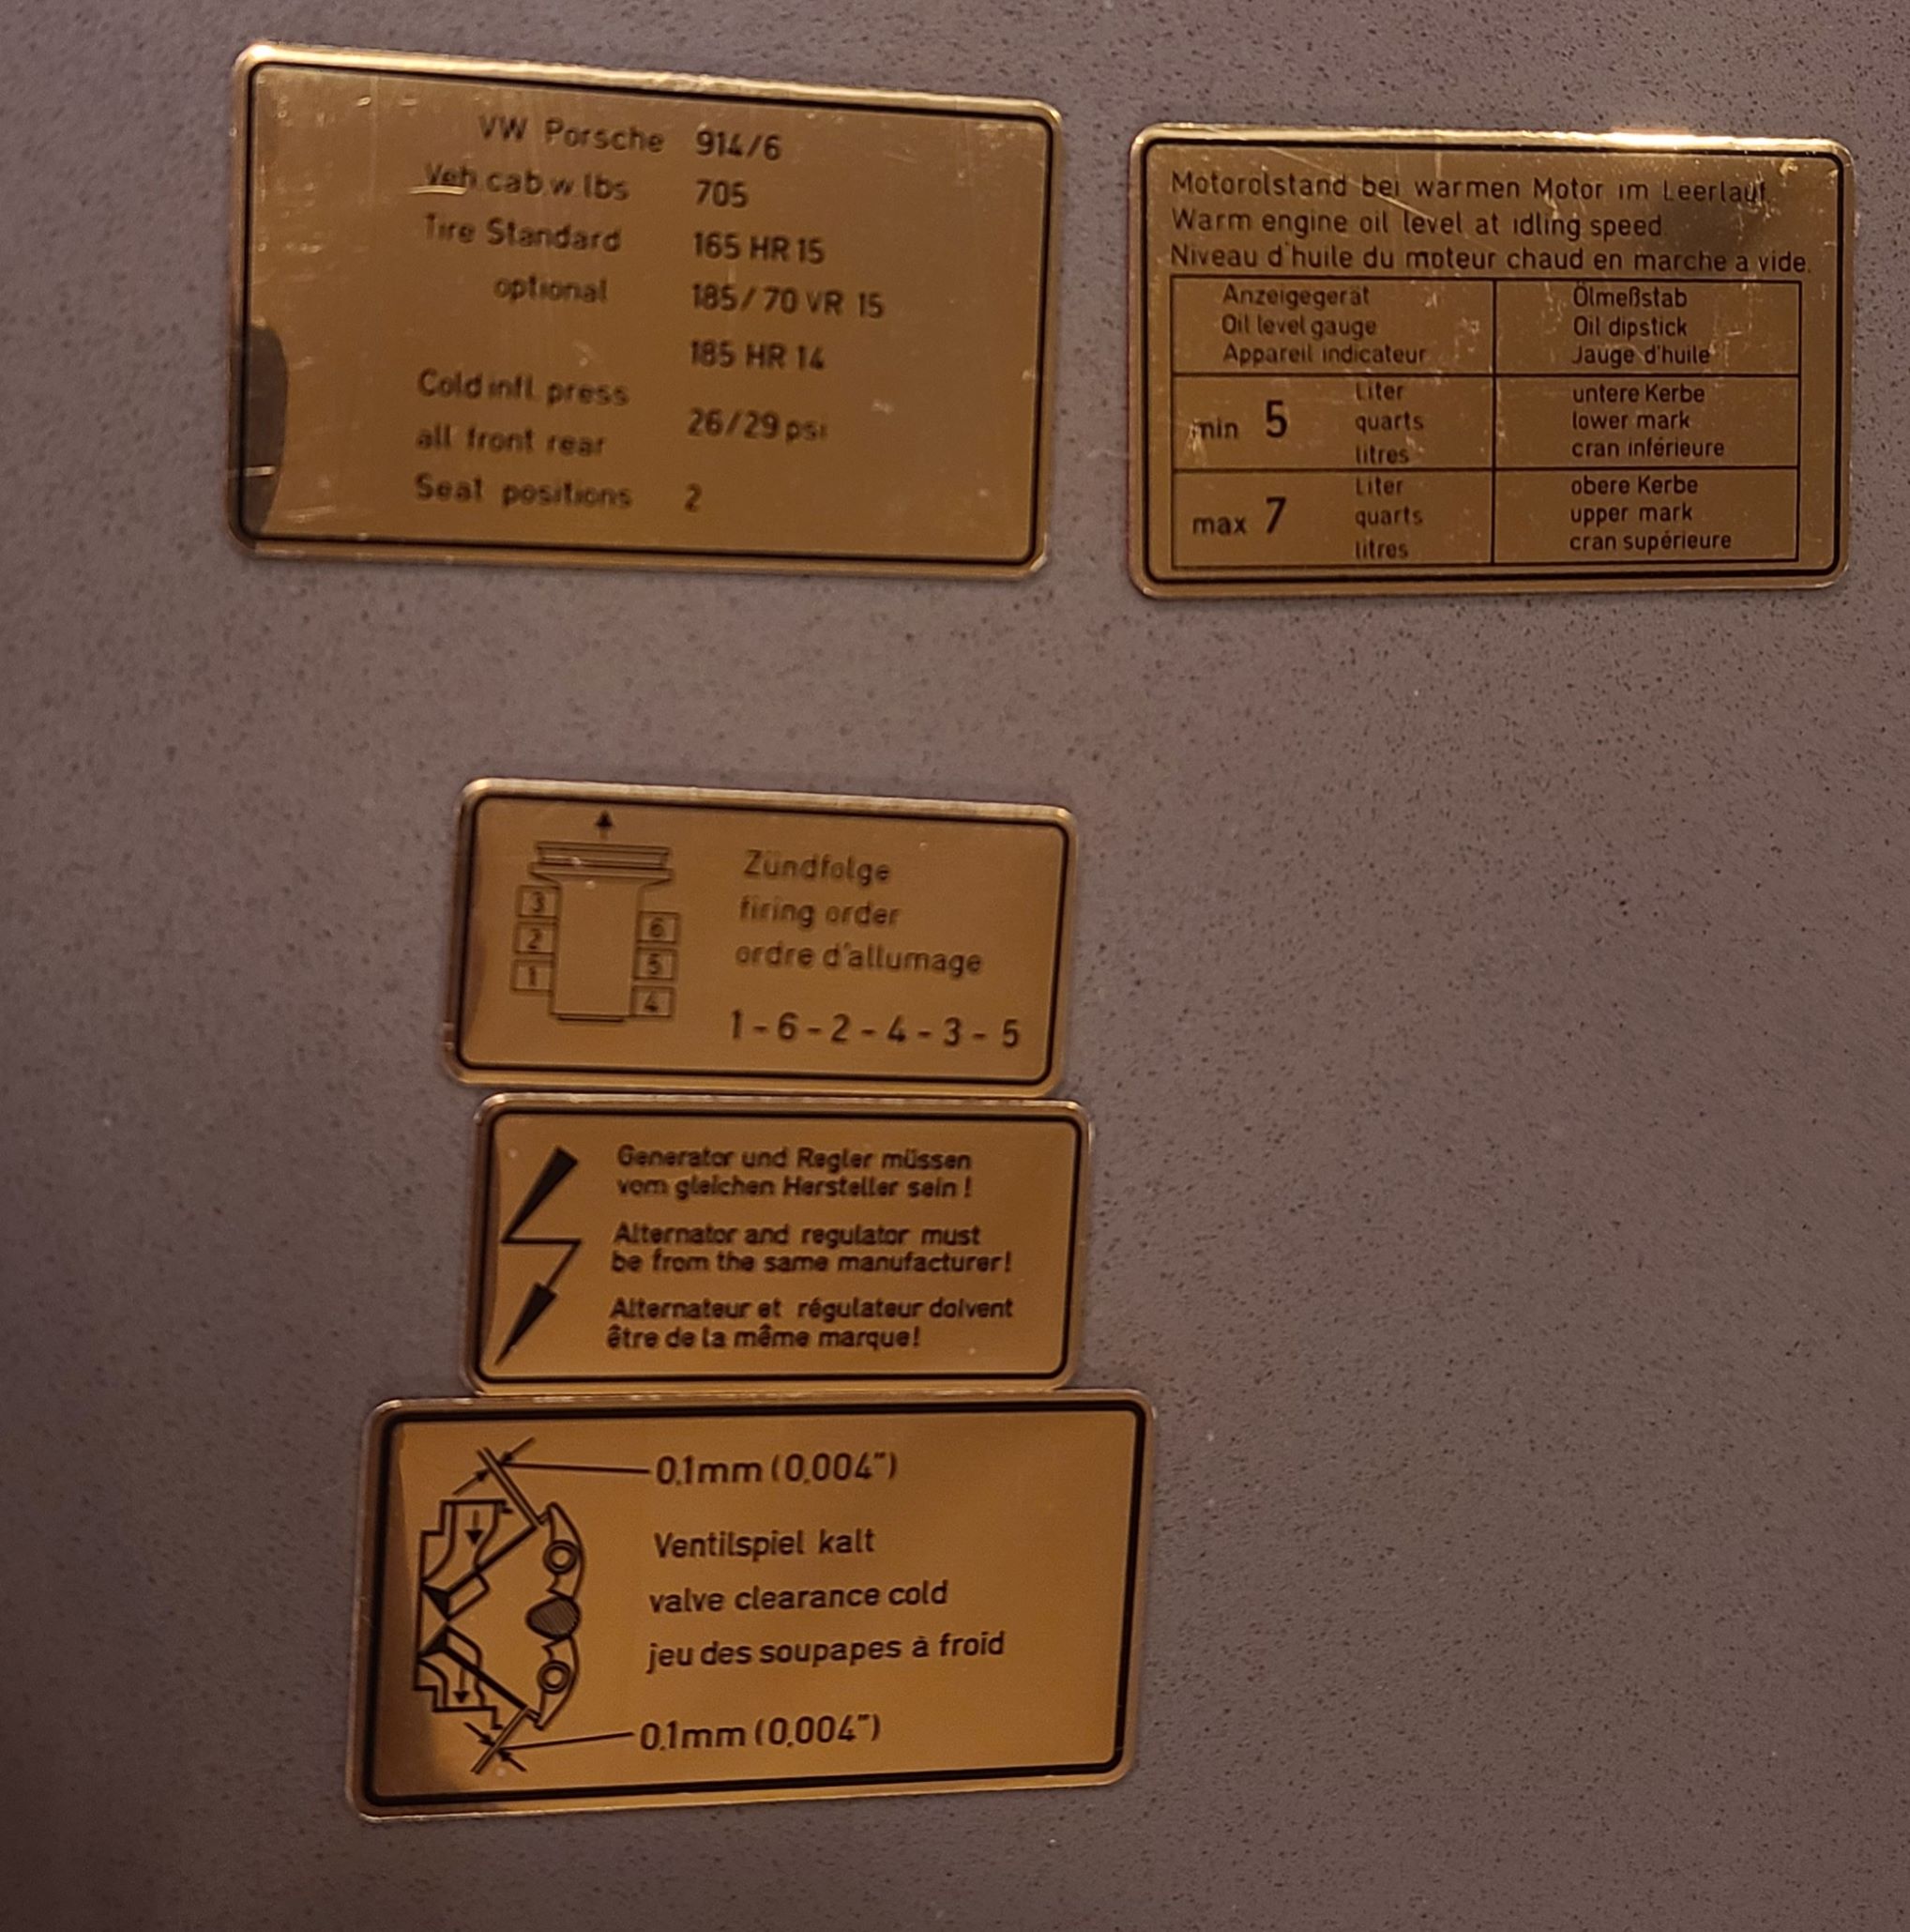 VW Porsche 914/6
Veh.cab w lbs 705
Tire Standard 165 HR 15
optional 185/70 VR 15
185 HR 14
Cold infl. press
all front rear 26/29 psi
Seat positions 2
Motorolstand bei warmen Motor im Leerlauf.
Warm engine oil level at idling speed
Niveau d'huile du moteur chaud en marche a vide.
Anzeigegerät
Oil level gauge
Appareil indicateur
Ölmeßstab
Oil dipstick
Jauge d'huile
min 5
Liter
quarts
litres
untere Kerbe
lower mark
cran inférieure
max 7
Liter
quarts
litres
obere Kerbe
upper mark
cran supérieure
3
2
1
6
5
4
Zündfolge
firing order
ordre d'allumage
1-6-2-4-3-5
Generator und Regler müssen
vom gleichen Hersteller sein!
Alternator and regulator must
be from the same manufacturer!
Alternateur et régulateur doivent
être de la même marque!
0,1mm (0,004")
Ventilspiel kalt
valve clearance cold
jeu des soupapes à froid
0,1mm (0,004")